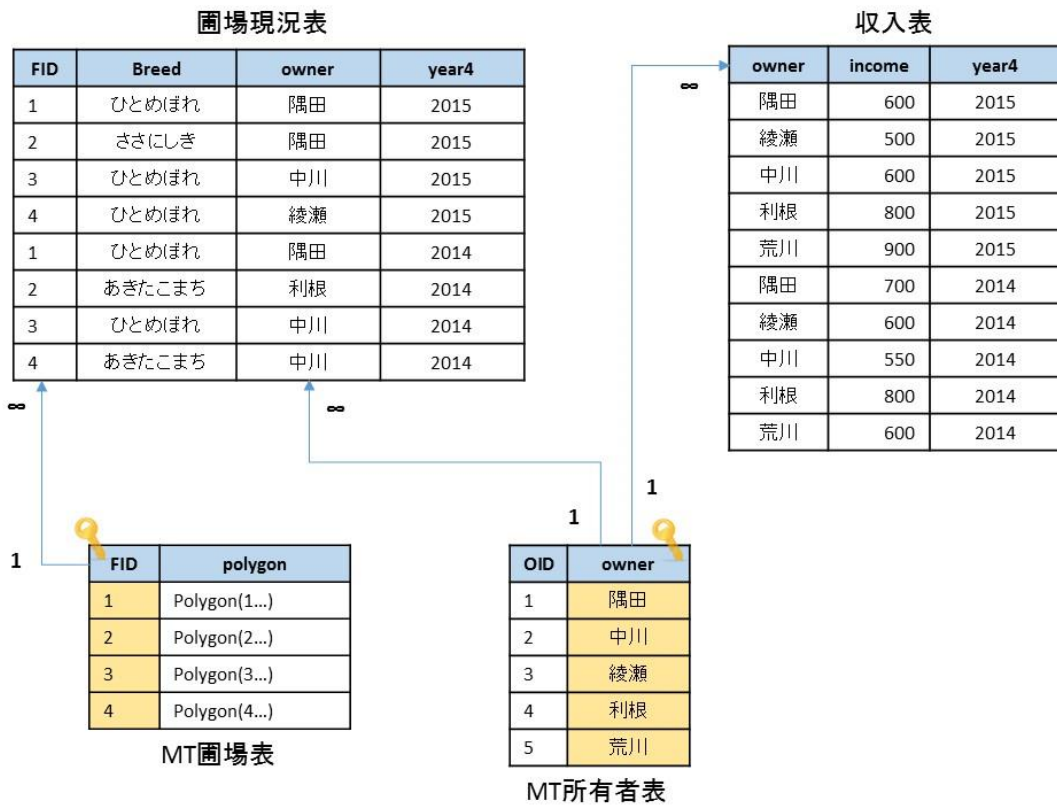 圃場現況表
FID Breed owner year4
1 ひとめぼれ 隅田 2015
2 ささにしき 隅田 2015
3 ひとめぼれ 中川 2015
4 ひとめぼれ 綾瀬 2015
1 ひとめぼれ 隅田 2014
2 あきたこまち 利根 2014
3 ひとめぼれ 中川 2014
4 あきたこまち 中川 2014
収入表
owner income year4
隅田 600 2015
綾瀬 500 2015
中川 600 2015
利根 800 2015
荒川 900 2015
隅田 700 2014
綾瀬 600 2014
中川 550 2014
利根 800 2014
荒川 600 2014
∞
∞
∞
1
1
1
FID polygon
1 Polygon(1...)
2 Polygon(2...)
3 Polygon(3...)
4 Polygon(4...)
MT圃場表
OID owner
1 隅田
2 中川
3 綾瀬
4 利根
5 荒川
MT所有者表